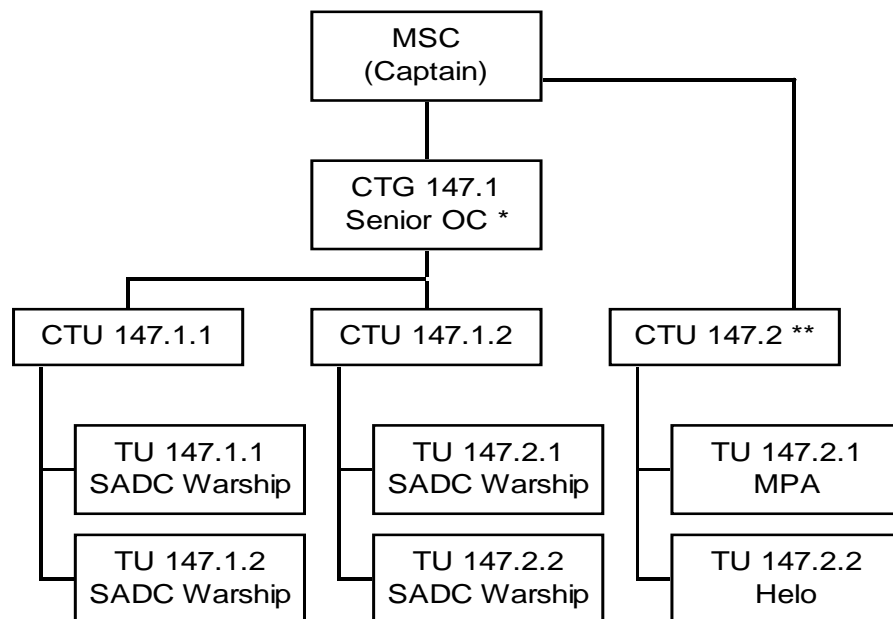 MSC
(Captain)
CTG 147.1
Senior OC *
CTU 147.1.1
CTU 147.1.2
CTU 147.2 **
TU 147.1.1
SADC Warship
TU 147.2.1
SADC Warship
TU 147.2.1
MPA
TU 147.1.2
SADC Warship
TU 147.2.2
SADC Warship
TU 147.2.2
Helo